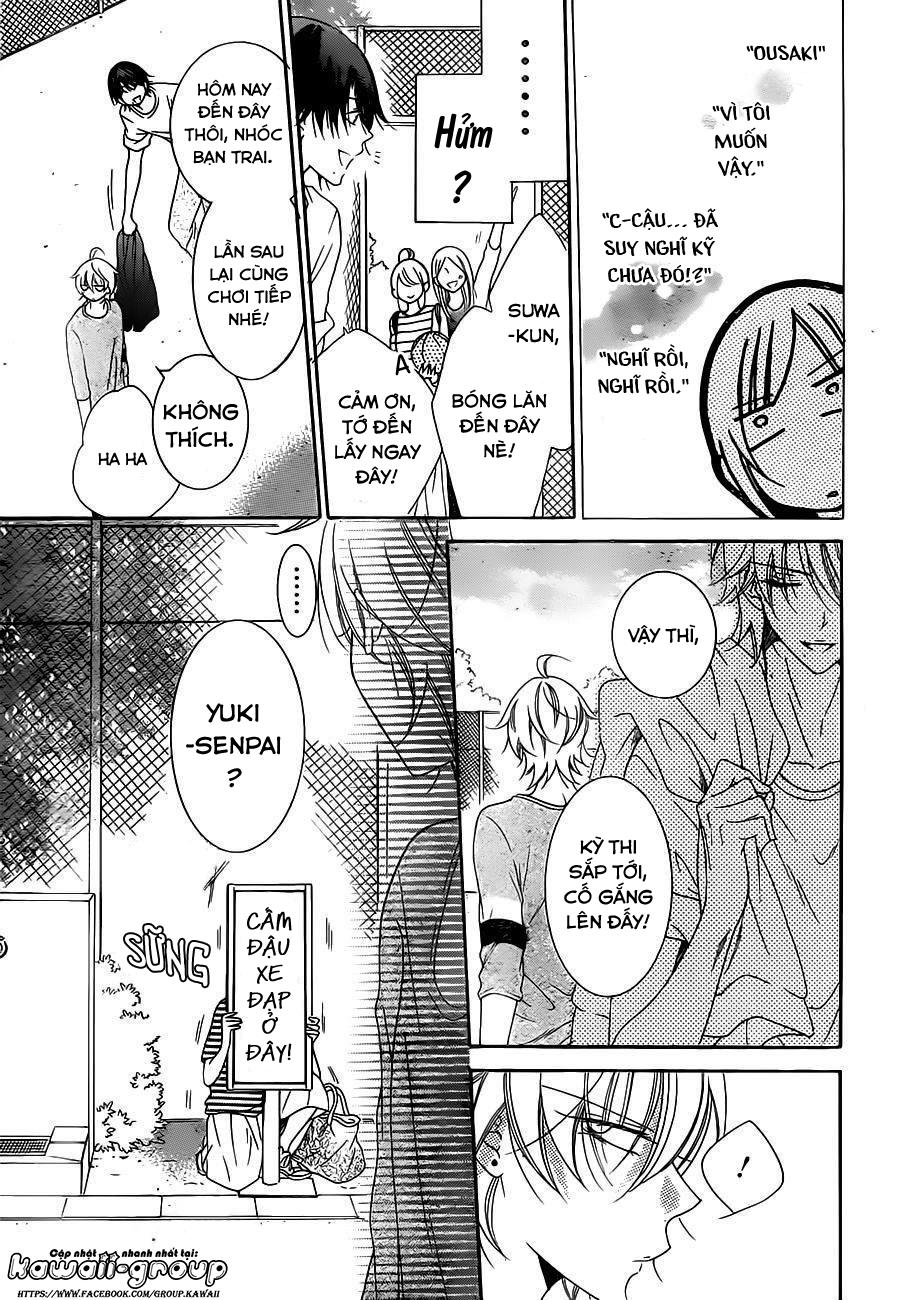 "OUSAKI"
"VÌ TÔI
MUỐN
VẬY."
"C-CẬU... ĐÃ
SUY NGHĨ KỸ
CHƯA ĐÓ!?"
"NGHĨ RỒI,
NGHĨ RỒI."
......
Hửm
?
SUWA
-KUN,
BÓNG LĂN
ĐẾN ĐÂY
NÈ!
A
CẢM ƠN,
TỚ ĐẾN
LẤY NGAY
ĐÂY!
HÔM NAY
ĐẾN ĐÂY
THÔI, NHÓC
BẠN TRAI.
LẦN SAU
LẠI CÙNG
CHƠI TIẾP
NHÉ!
KHÔNG
THÍCH.
HA HA
VẬY THÌ,
KỲ THI
SẮP TỚI,
CỐ GẮNG
LÊN ĐẤY!
!
.....
YUKI
-SENPAI
?
SỮNG
CẤM
ĐẬU
XE
ĐẠP
Ở
ĐÂY!
Cập nhật nhanh nhất tại:
kawaii-group
HTTPS://WWW.FACEBOOK.COM/GROUP.KAWAII